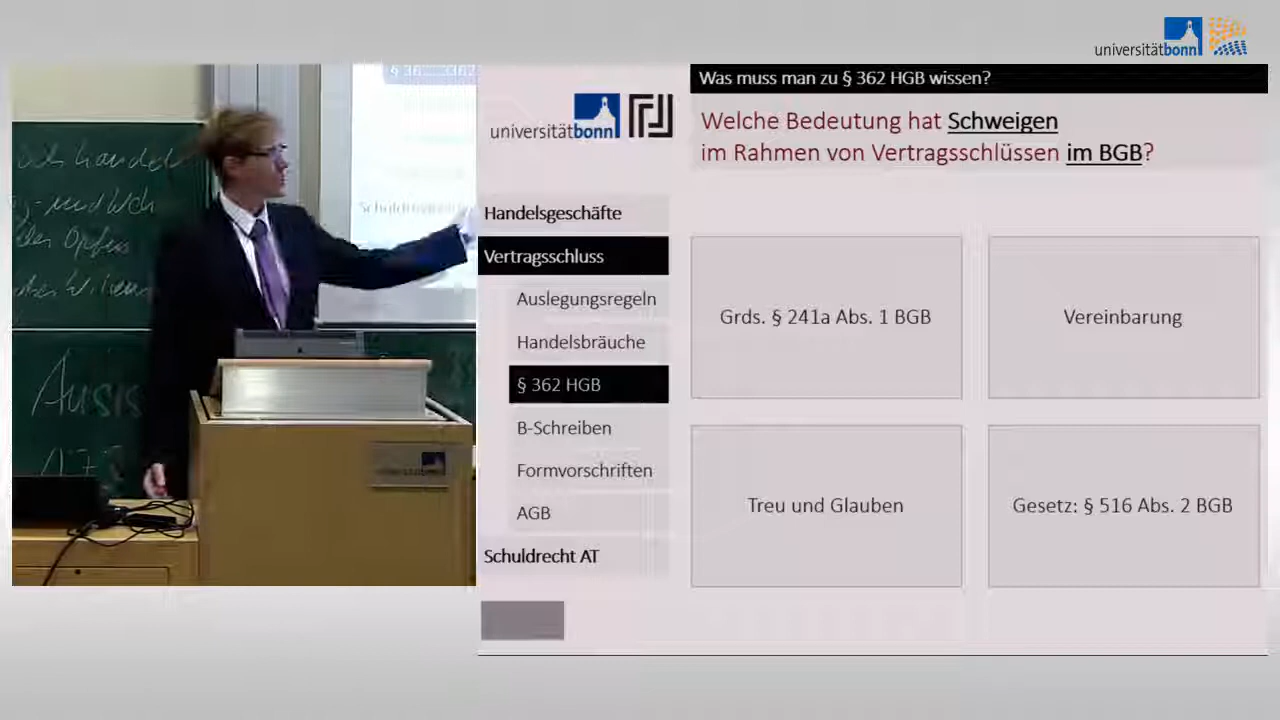 universitätbonn
Was muss man zu § 362 HGB wissen?
universitätbonn
Welche Bedeutung hat Schweigen
im Rahmen von Vertragsschlüssen im BGB?
Handelsgeschäfte
Vertragsschluss
Auslegungsregeln
Handelsbräuche
§ 362 HGB
B-Schreiben
Formvorschriften
AGB
Schuldrecht AT
Grds. § 241a Abs. 1 BGB
Vereinbarung
Treu und Glauben
Gesetz: § 516 Abs. 2 BGB